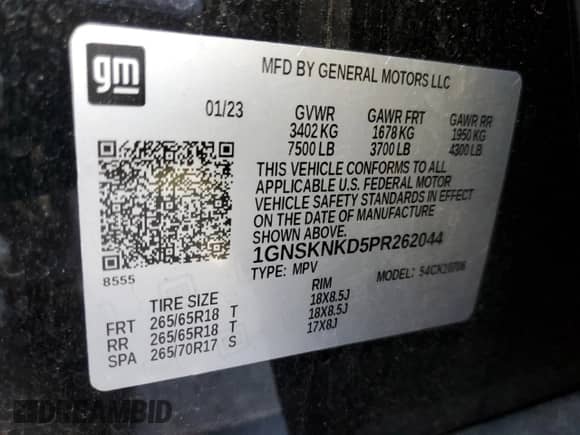 gm
MFD BY GENERAL MOTORS LLC
01/23 GVWR GAWR FRT GAWR RR
3402 KG 1678 KG 1950 KG
7500 LB 3700 LB 4300 LB
THIS VEHICLE CONFORMS TO ALL
APPLICABLE U.S. FEDERAL MOTOR
VEHICLE SAFETY STANDARDS IN EFFECT
ON THE DATE OF MANUFACTURE
SHOWN ABOVE.
1GNSKNKD5PR262044
8555 TYPE: MPV MODEL: 54CK10706
TIRE SIZE RIM
FRT 265/65R18 T 18X8.5J
RR 265/65R18 T 18X8.5J
SPA 265/70R17 S 17X8J
DREAMBID